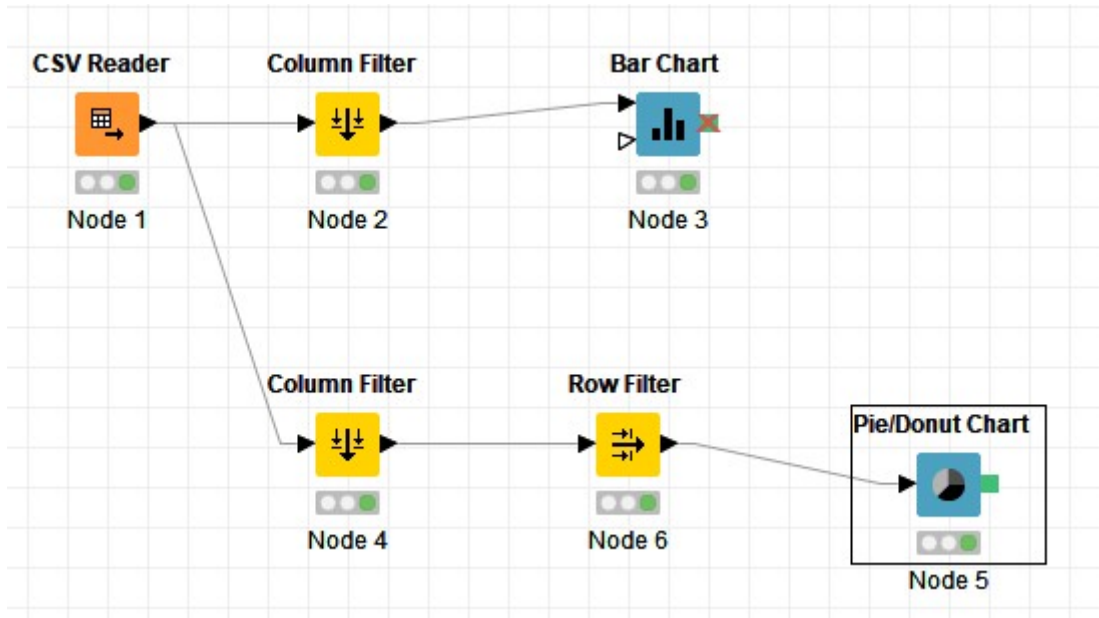 CSV Reader
Column Filter
Bar Chart
Node 1
Node 2
Node 3
Column Filter
Row Filter
Pie/Donut Chart
Node 4
Node 6
Node 5